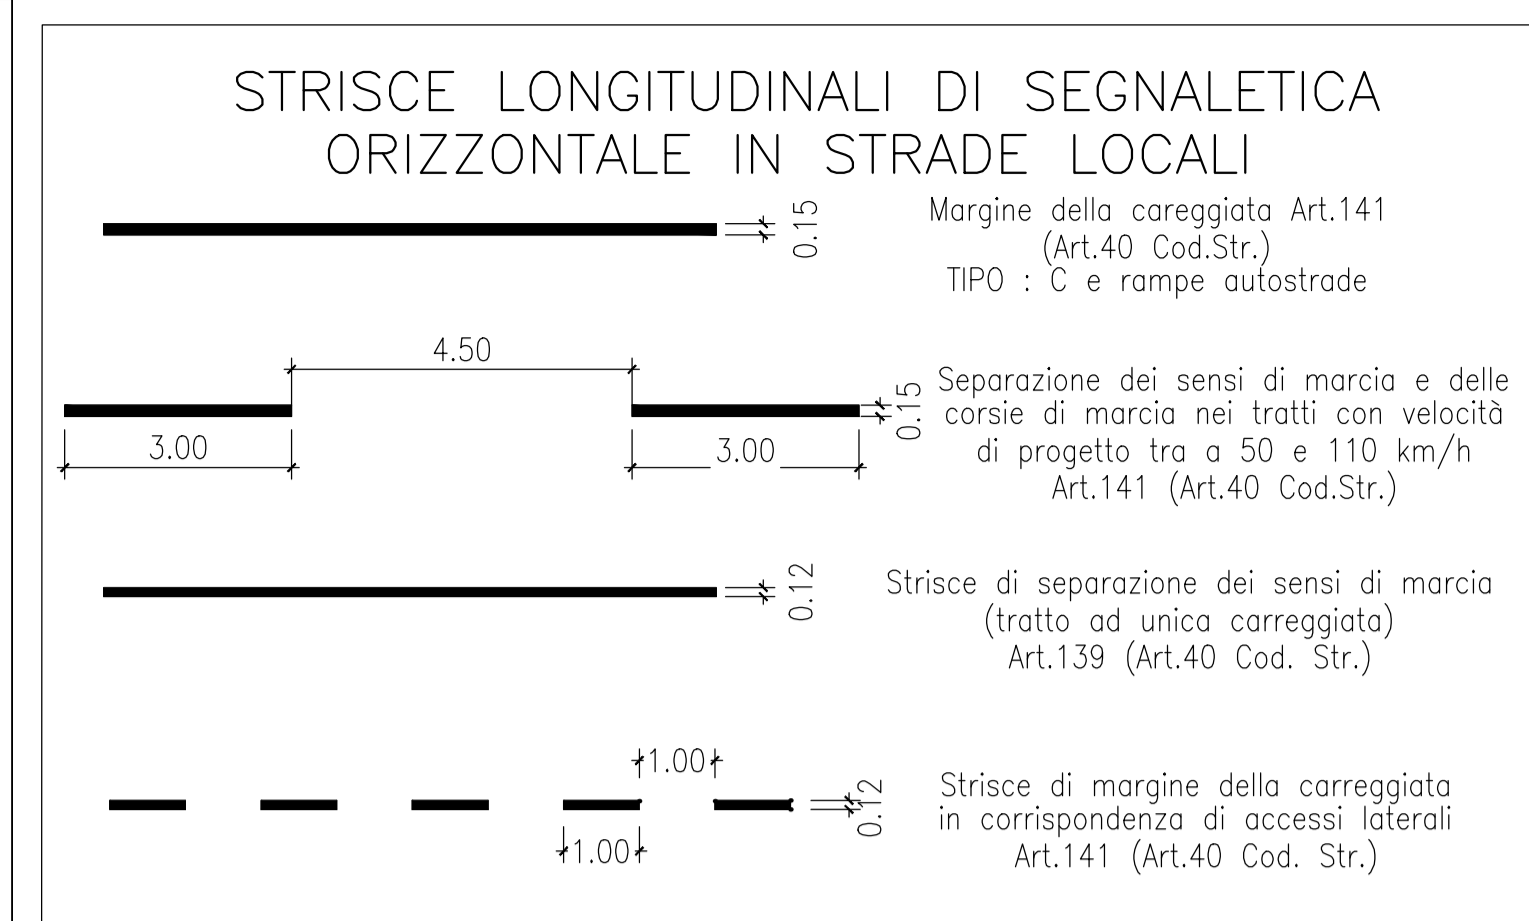 STRISCE LONGITUDINALI DI SEGNALETICA
ORIZZONTALE IN STRADE LOCALI
0.15
Margine della careggiata Art.141
(Art.40 Cod.Str.)
TIPO : C e rampe autostrade
4.50
3.00
3.00
0.15
Separazione dei sensi di marcia e delle
corsie di marcia nei tratti con velocità
di progetto tra a 50 e 110 km/h
Art.141 (Art.40 Cod.Str.)
0.12
Strisce di separazione dei sensi di marcia
(tratto ad unica carreggiata)
Art.139 (Art.40 Cod. Str.)
1.00
1.00
0.12
Strisce di margine della carreggiata
in corrispondenza di accessi laterali
Art.141 (Art.40 Cod. Str.)